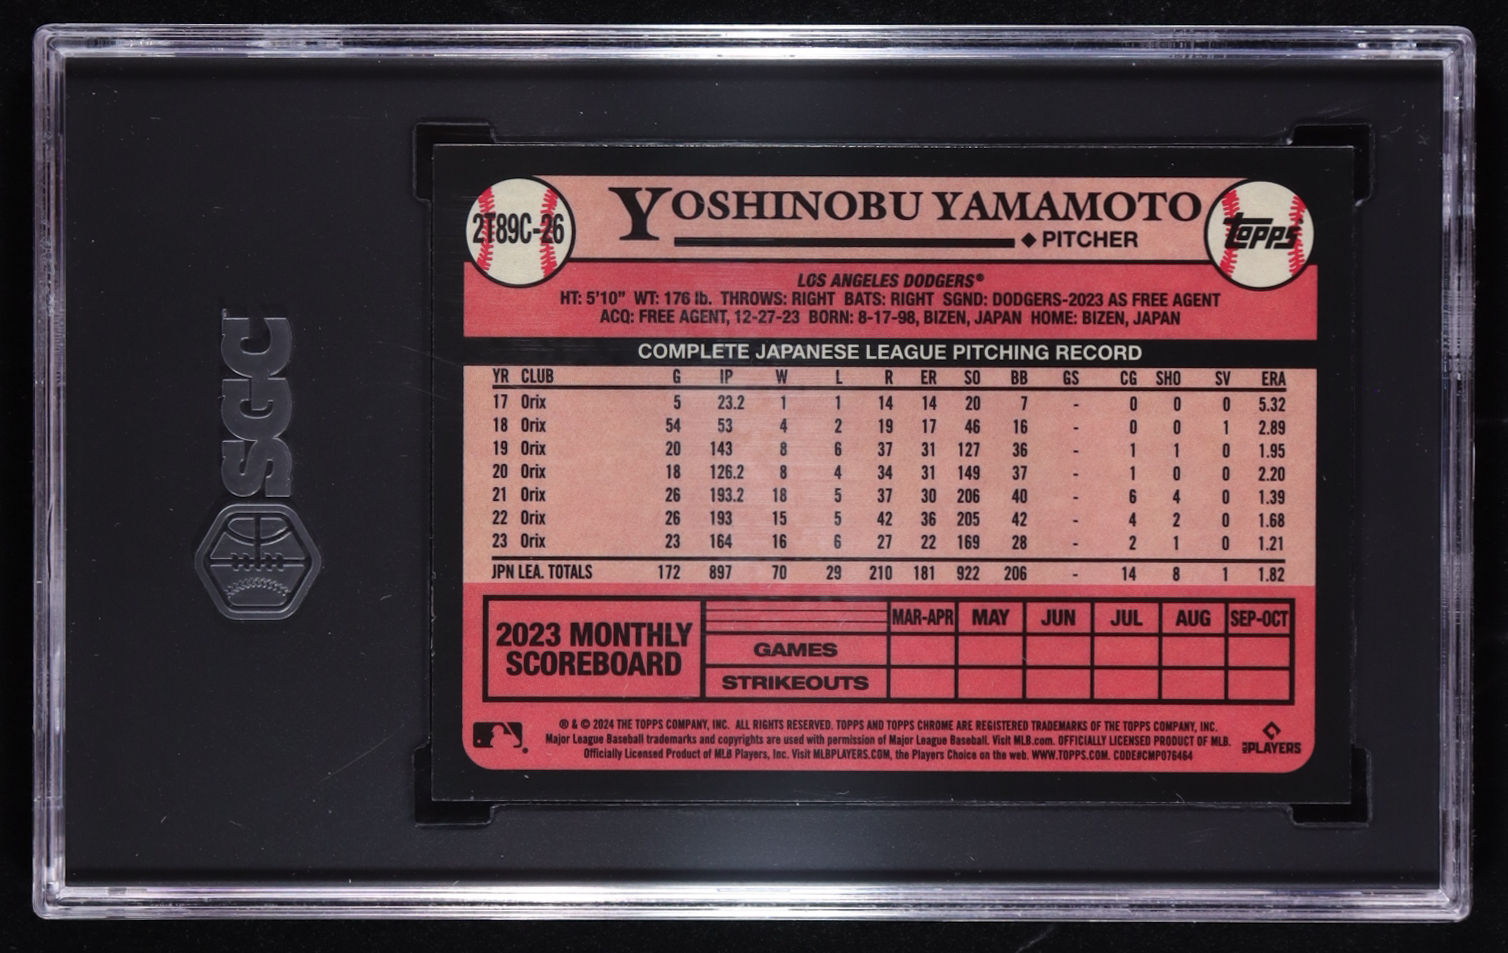 SGC
2T89C-26
YOSHINOBU YAMAMOTO
PITCHER
Topps
LOS ANGELES DODGERS®
HT: 5'10" WT: 176 lb. THROWS: RIGHT BATS: RIGHT SGND: DODGERS-2023 AS FREE AGENT
ACQ: FREE AGENT, 12-27-23 BORN: 8-17-98, BIZEN, JAPAN HOME: BIZEN, JAPAN
COMPLETE JAPANESE LEAGUE PITCHING RECORD
YR CLUB G IP W L R ER SO BB GS CG SHO SV ERA
17 Orix 5 23.2 1 1 14 14 20 7 - 0 0 0 5.32
18 Orix 54 53 4 2 19 17 46 16 - 0 0 1 2.89
19 Orix 20 143 8 6 37 31 127 36 - 1 1 0 1.95
20 Orix 18 126.2 8 4 34 31 149 37 - 1 0 0 2.20
21 Orix 26 193.2 18 5 37 30 206 40 - 6 4 0 1.39
22 Orix 26 193 15 5 42 36 205 42 - 4 2 0 1.68
23 Orix 23 164 16 6 27 22 169 28 - 2 1 0 1.21
JPN LEA. TOTALS 172 897 70 29 210 181 922 206 - 14 8 1 1.82
2023 MONTHLY
SCOREBOARD
MAR-APR MAY JUN JUL AUG SEP-OCT
GAMES
STRIKEOUTS
® & © 2024 THE TOPPS COMPANY, INC. ALL RIGHTS RESERVED. TOPPS AND TOPPS CHROME ARE REGISTERED TRADEMARKS OF THE TOPPS COMPANY, INC.
Major League Baseball trademarks and copyrights are used with permission of Major League Baseball. Visit MLB.com. OFFICIALLY LICENSED PRODUCT OF MLB.
Officially Licensed Product of MLB Players, Inc. Visit MLBPLAYERS.COM, the Players Choice on the web. WWW.TOPPS.COM. CODE#CMP076464
MLB PLAYERS